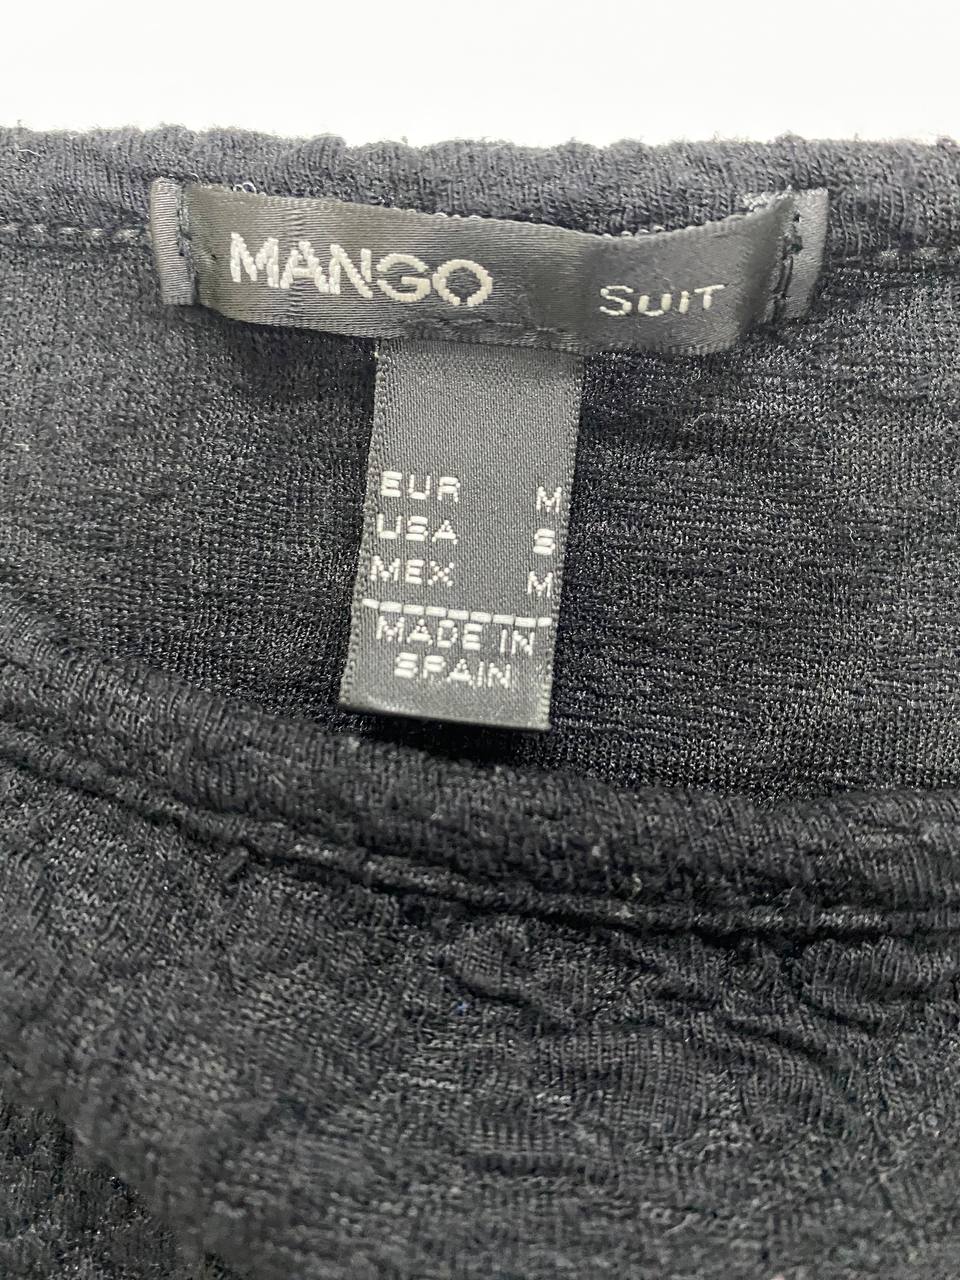 MANGO SUIT
EUR M
USA S
MEX M
MADE IN
SPAIN